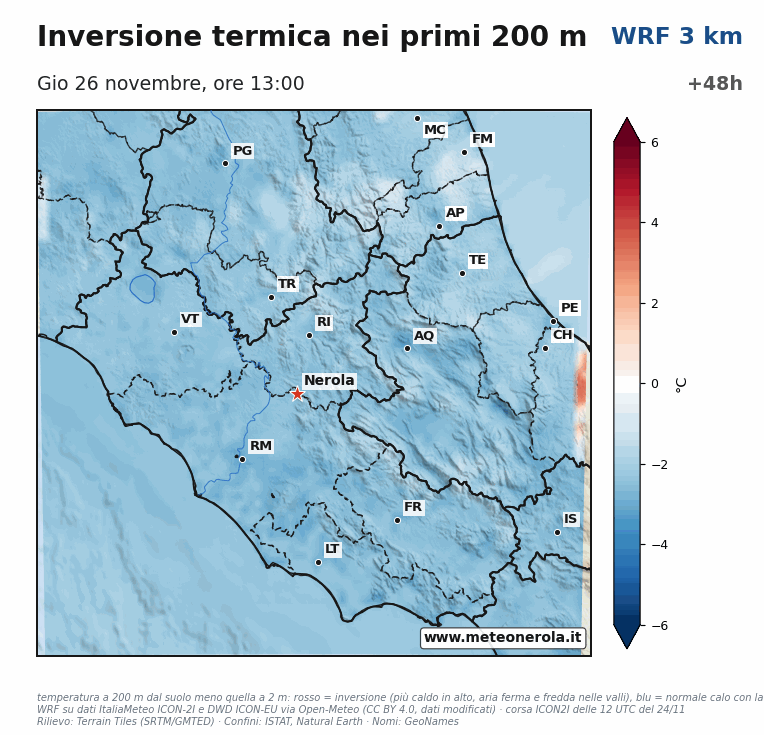 Inversione termica nei primi 200 m WRF 3 km
Gio 26 novembre, ore 13:00 +48h
MC
FM
PG
AP
TE
TR
PE
VT
RI
CH
AQ
Nerola
RM
FR
IS
LT
www.meteonerola.it
6
4
2
0
−2
−4
−6
°C
temperatura a 200 m dal suolo meno quella a 2 m: rosso = inversione (più caldo in alto, aria ferma e fredda nelle valli), blu = normale calo con la
WRF su dati ItaliaMeteo ICON-2I e DWD ICON-EU via Open-Meteo (CC BY 4.0, dati modificati) · corsa ICON2I delle 12 UTC del 24/11
Rilievo: Terrain Tiles (SRTM/GMTED) · Confini: ISTAT, Natural Earth · Nomi: GeoNames